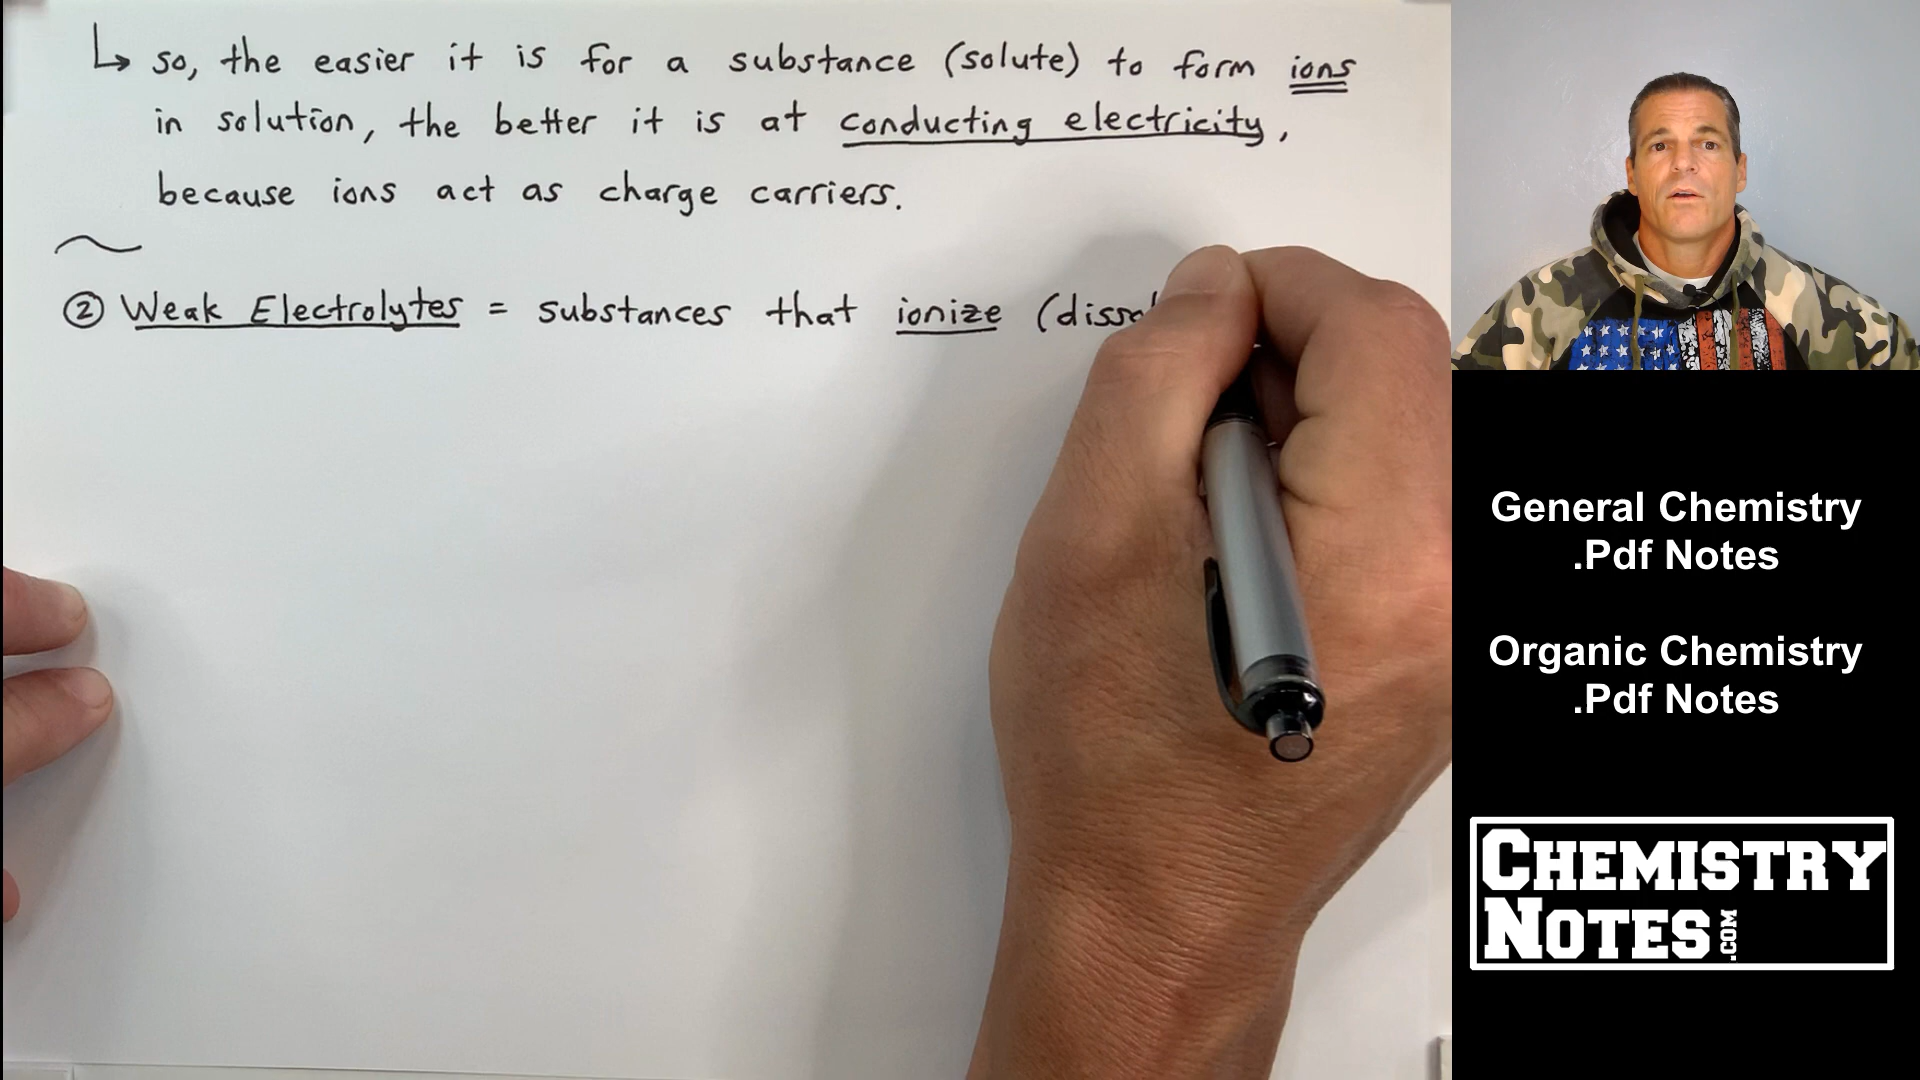 ↳ so, the easier it is for a substance (solute) to form ions
in solution, the better it is at conducting electricity,
because ions act as charge carriers.
② Weak Electrolytes = substances that ionize
General Chemistry
.Pdf Notes
Organic Chemistry
.Pdf Notes
CHEMISTRY
NOTES.COM